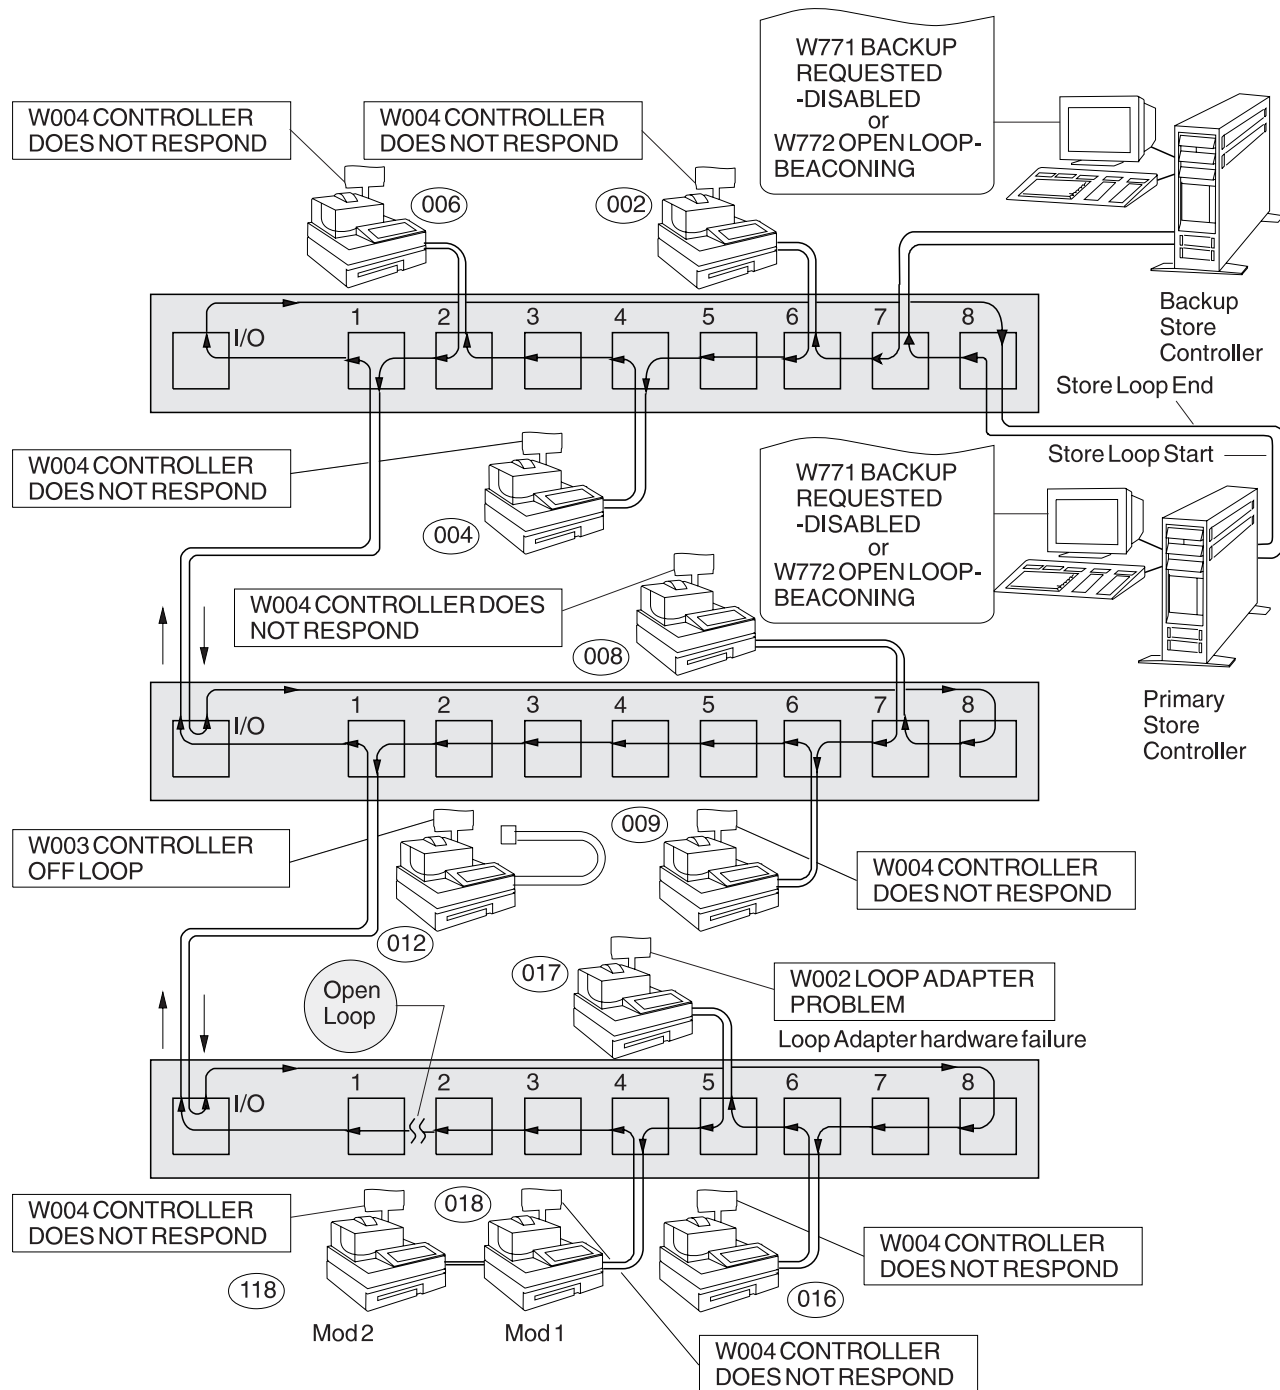 W771 BACKUP
REQUESTED
-DISABLED
or
W772 OPEN LOOP-
BEACONING
W004 CONTROLLER
DOES NOT RESPOND
W004 CONTROLLER
DOES NOT RESPOND
006
002
Backup
Store
Controller
I/O
1
2
3
4
5
6
7
8
Store Loop End
Store Loop Start
W004 CONTROLLER
DOES NOT RESPOND
004
W771 BACKUP
REQUESTED
-DISABLED
or
W772 OPEN LOOP-
BEACONING
W004 CONTROLLER DOES
NOT RESPOND
008
Primary
Store
Controller
I/O
1
2
3
4
5
6
7
8
W003 CONTROLLER
OFF LOOP
012
009
W004 CONTROLLER
DOES NOT RESPOND
017
W002 LOOP ADAPTER
PROBLEM
Loop Adapter hardware failure
Open
Loop
I/O
1
2
3
4
5
6
7
8
W004 CONTROLLER
DOES NOT RESPOND
018
W004 CONTROLLER
DOES NOT RESPOND
118
016
Mod 2
Mod 1
W004 CONTROLLER
DOES NOT RESPOND